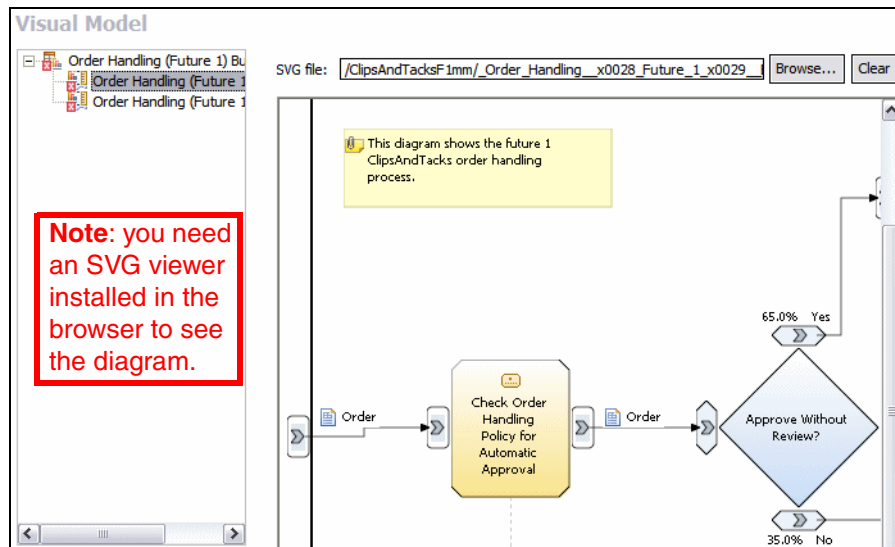 Visual Model
Order Handling (Future 1) Bu
Order Handling (Future 1
Order Handling (Future 1
Note: you need
an SVG viewer
installed in the
browser to see
the diagram.
SVG file:
/ClipsAndTacksF1mm/_Order_Handling__x0028_Future_1_x0029__
Browse...
Clear
This diagram shows the future 1
ClipsAndTacks order handling
process.
Order
Check Order
Handling
Policy for
Automatic
Approval
Order
65.0% Yes
Approve Without
Review?
35.0% No